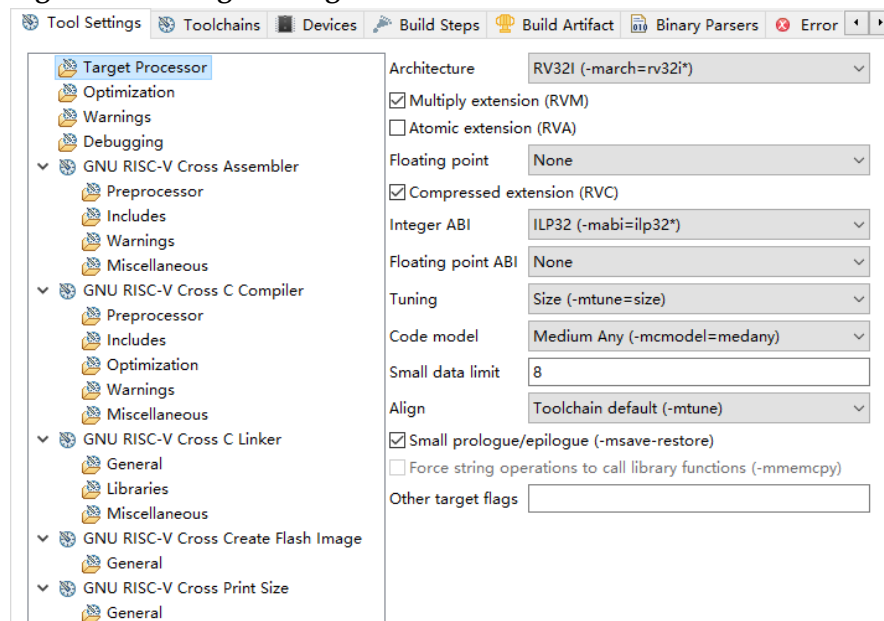 Tool Settings Toolchains Devices Build Steps Build Artifact Binary Parsers Error
Target Processor
Optimization
Warnings
Debugging
GNU RISC-V Cross Assembler
Preprocessor
Includes
Warnings
Miscellaneous
GNU RISC-V Cross C Compiler
Preprocessor
Includes
Optimization
Warnings
Miscellaneous
GNU RISC-V Cross C Linker
General
Libraries
Miscellaneous
GNU RISC-V Cross Create Flash Image
General
GNU RISC-V Cross Print Size
General
Architecture RV32I (-march=rv32i*)
Multiply extension (RVM)
Atomic extension (RVA)
Floating point None
Compressed extension (RVC)
Integer ABI ILP32 (-mabi=ilp32*)
Floating point ABI None
Tuning Size (-mtune=size)
Code model Medium Any (-mcmodel=medany)
Small data limit 8
Align Toolchain default (-mtune)
Small prologue/epilogue (-msave-restore)
Force string operations to call library functions (-mmemcpy)
Other target flags